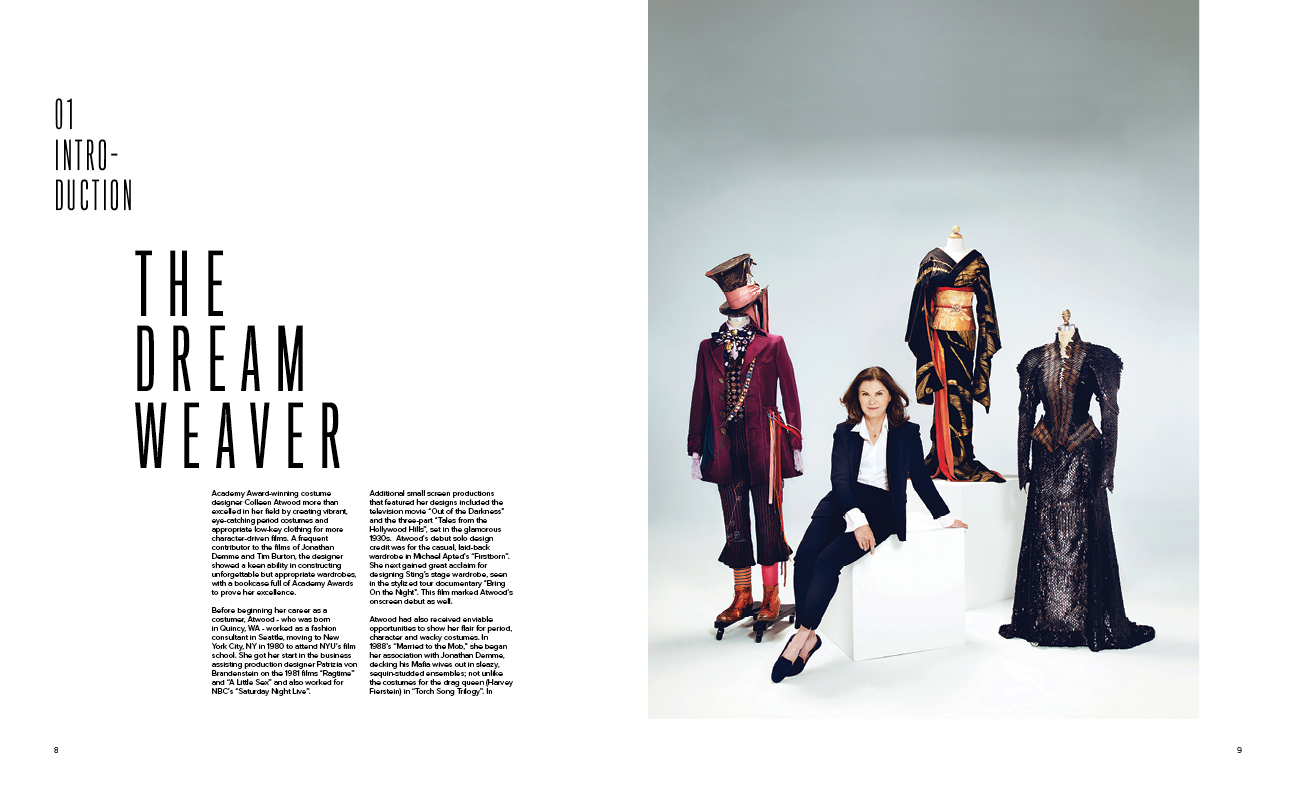 01
INTRO-
DUCTION
THE
DREAM
WEAVER
Academy Award-winning costume
designer Colleen Atwood more than
excelled in her field by creating vibrant,
eye-catching period costumes and
appropriate low-key clothing for more
character-driven films. A frequent
contributor to the films of Jonathan
Demme and Tim Burton, the designer
showed a keen ability in constructing
unforgettable but appropriate wardrobes,
with a bookcase full of Academy Awards
to prove her excellence.
Before beginning her career as a
costumer, Atwood - who was born
in Quincy, WA - worked as a fashion
consultant in Seattle, moving to New
York City, NY in 1980 to attend NYU's film
school. She got her start in the business
assisting production designer Patrizia von
Brandenstein on the 1981 films "Ragtime"
and "A Little Sex" and also worked for
NBC's "Saturday Night Live".
Additional small screen productions
that featured her designs included the
television movie "Out of the Darkness"
and the three-part "Tales from the
Hollywood Hills", set in the glamorous
1930s. Atwood's debut solo design
credit was for the casual, laid-back
wardrobe in Michael Apted's "Firstborn".
She next gained great acclaim for
designing Sting's stage wardrobe, seen
in the stylized tour documentary "Bring
On the Night". This film marked Atwood's
onscreen debut as well.
Atwood had also received enviable
opportunities to show her flair for period,
character and wacky costumes. In
1988's "Married to the Mob," she began
her association with Jonathan Demme,
decking his Mafia wives out in sleazy,
sequin-studded ensembles; not unlike
the costumes for the drag queen (Harvey
Fierstein) in "Torch Song Trilogy". In
8
9